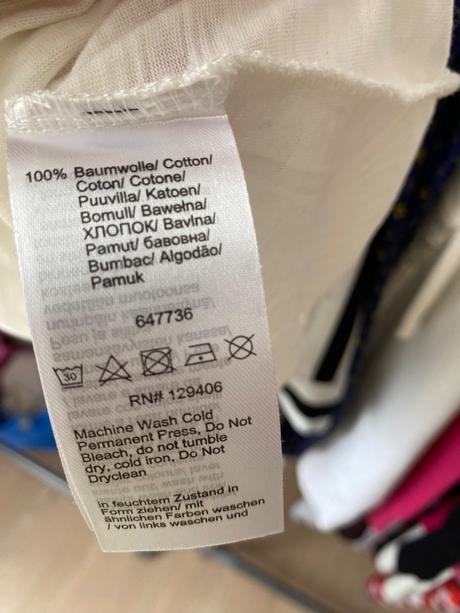 100% Baumwolle/ Cotton/
Coton/ Cotone/
Puuvilla/ Katoen/
Bomull/ Bawełna/
ХЛОПОК/ Bavlna/
Pamut/ бавовна/
Bumbac/ Algodão/
Pamuk
647736
30
RN# 129406
Machine Wash Cold
Permanent Press, Do Not
Bleach, do not tumble
dry, cold iron, Do Not
Dryclean
in feuchtem Zustand in
Form ziehen/ mit
ähnlichen Farben waschen
/ von links waschen und